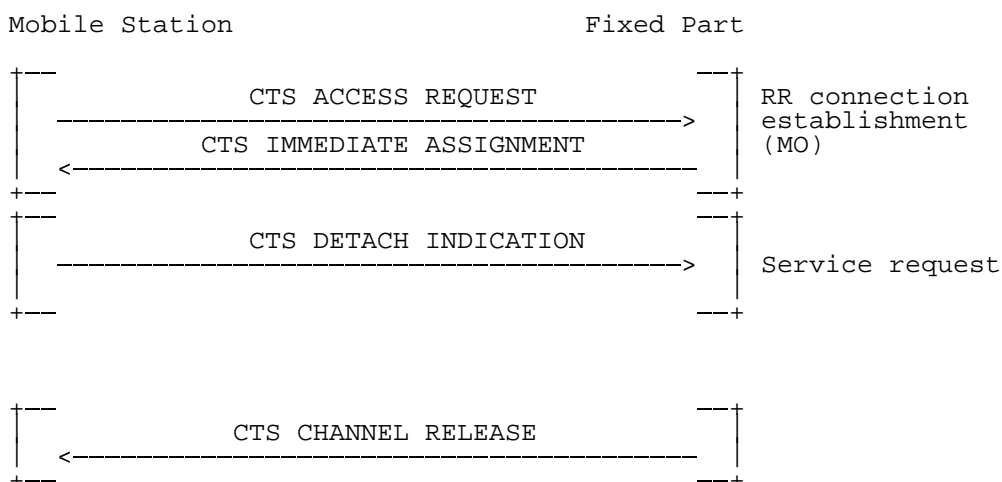 Mobile Station Fixed Part
CTS ACCESS REQUEST RR connection
establishment
CTS IMMEDIATE ASSIGNMENT (MO)
CTS DETACH INDICATION
Service request
CTS CHANNEL RELEASE